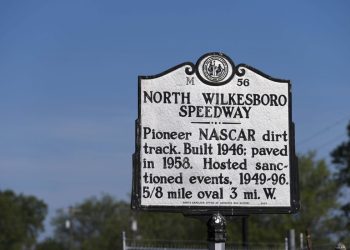 M 56
NORTH WILKESBORO
SPEEDWAY
Pioneer NASCAR dirt
track. Built 1946; paved
in 1958. Hosted sanc-
tioned events, 1949-96.
5/8 mile oval 3 mi. W.